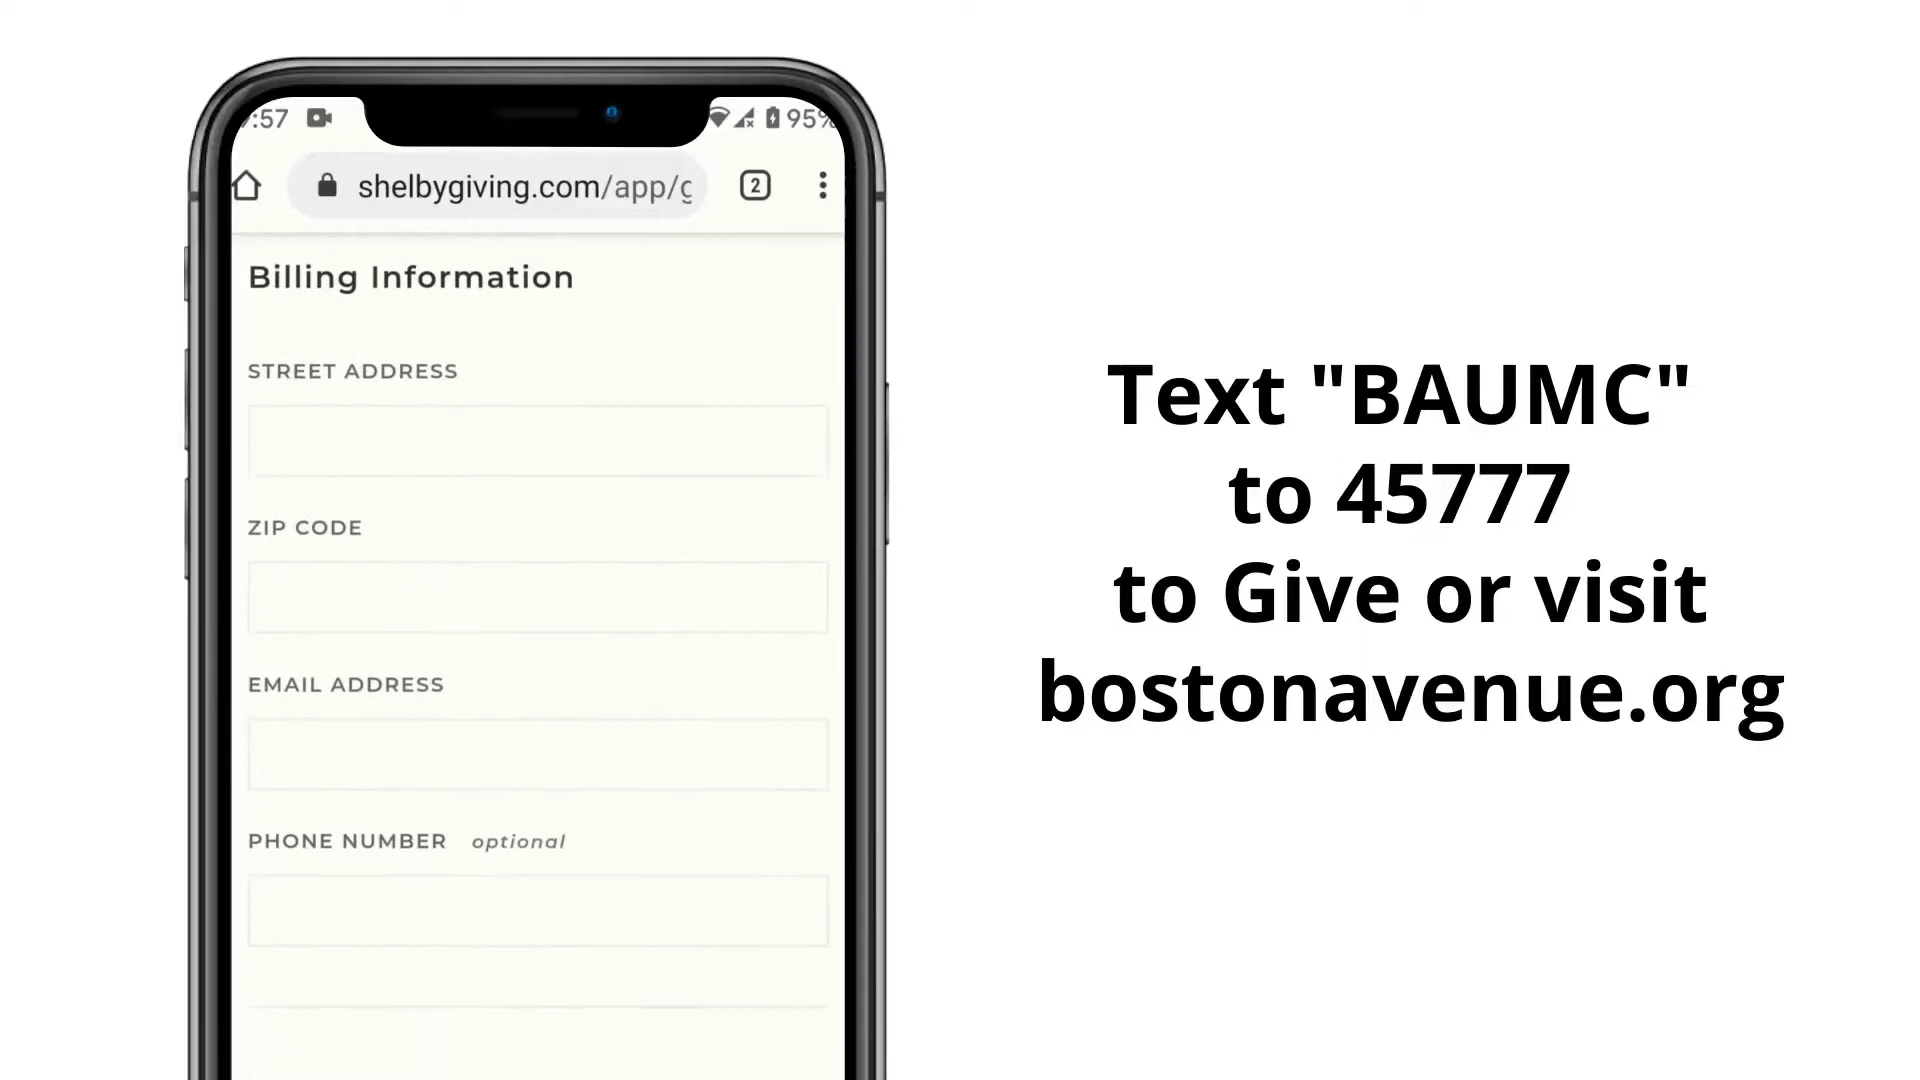 :57
95%
shelbygiving.com/app/g
2
Billing Information
STREET ADDRESS
ZIP CODE
EMAIL ADDRESS
PHONE NUMBER optional
Text "BAUMC"
to 45777
to Give or visit
bostonavenue.org